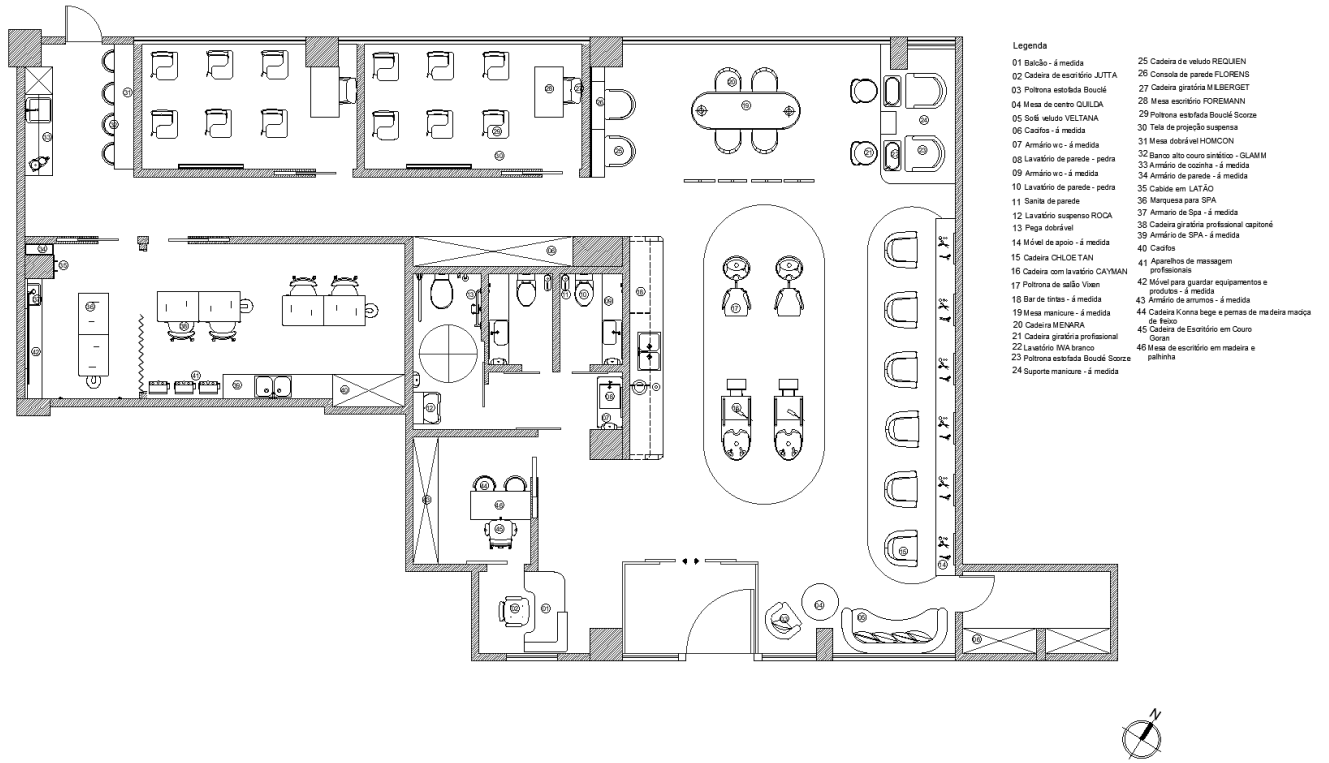 Legenda
01 Balcão - á medida
02 Cadeira de escritório JUTTA
03 Poltrona estofada Bouclé
04 Mesa de centro QUILDA
05 Sofá veludo VELTANA
06 Cacifos - á medida
07 Armário wc - á medida
08 Lavatório de parede - pedra
09 Armário wc - á medida
10 Lavatório de parede - pedra
11 Sanita de parede
12 Lavatório suspenso ROCA
13 Pega dobrável
14 Móvel de apoio - á medida
15 Cadeira CHLOE TAN
16 Cadeira com lavatório CAYMAN
17 Poltrona de salão Vixen
18 Bar de tintas - á medida
19 Mesa manicure - á medida
20 Cadeira MENARA
21 Cadeira giratória profissional
22 Lavatório IWA branco
23 Poltrona estofada Bouclé Scorze
24 Suporte manicure - á medida
25 Cadeira de veludo REQUIEN
26 Consola de parede FLORENS
27 Cadeira giratória MILBERGET
28 Mesa escritório FOREMANN
29 Poltrona estofada Bouclé Scorze
30 Tela de projeção suspensa
31 Mesa dobrável HOMCON
32 Banco alto couro sintético - GLAMM
33 Armário de cozinha - á medida
34 Armário de parede - á medida
35 Cabide em LATÃO
36 Marquesa para SPA
37 Armario de Spa - á medida
38 Cadeira giratória profissional capitoné
39 Armário de SPA - á medida
40 Cacifos
41 Aparelhos de massagem
profissionais
42 Móvel para guardar equipamentos e
produtos - á medida
43 Armário de arrumos - á medida
44 Cadeira Konna bege e pernas de madeira maciça
de freixo
45 Cadeira de Escritório em Couro
Goran
46 Mesa de escritório em madeira e
palhinha
N